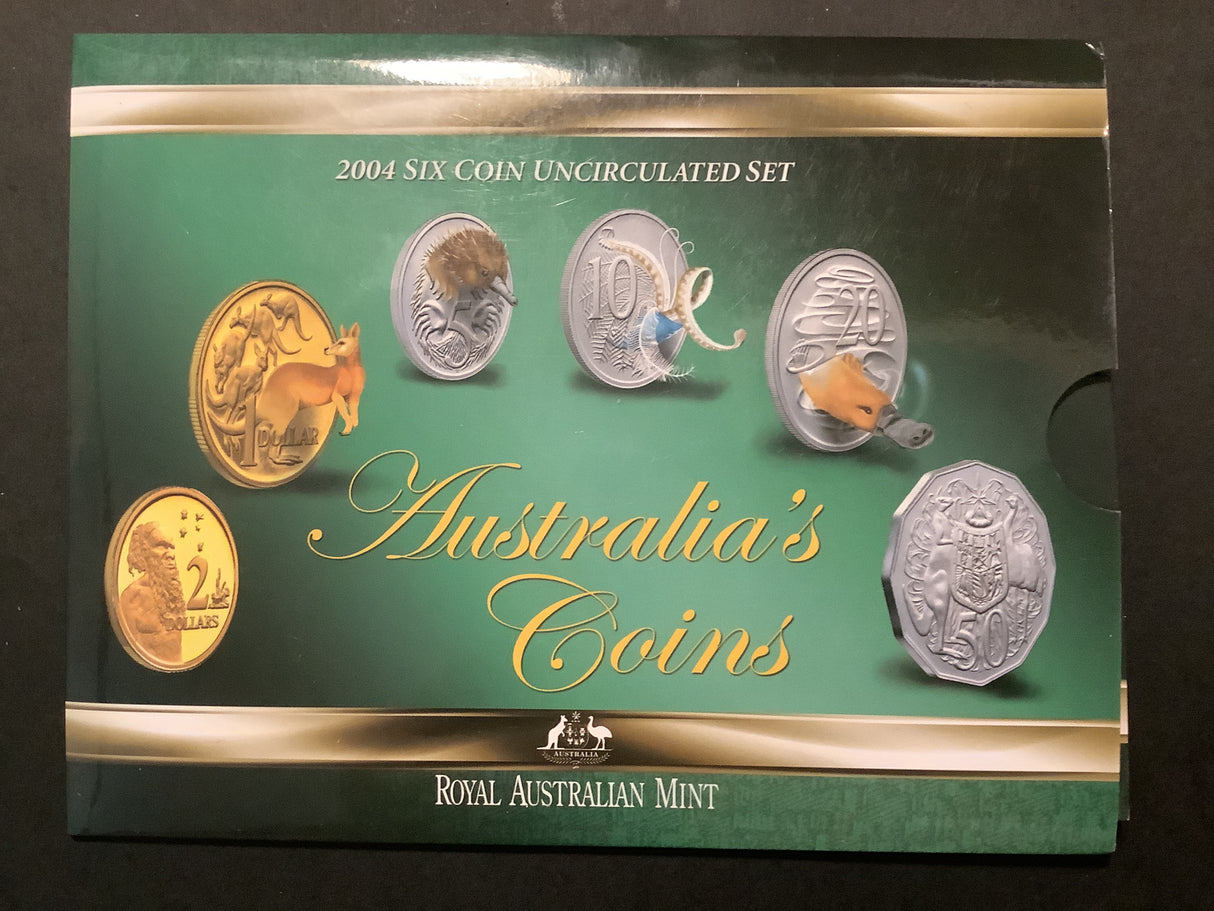 2004 SIX COIN UNCIRCULATED SET
5
10
20
1 DOLLAR
2
DOLLARS
50
Australia's
Coins
AUSTRALIA
ROYAL AUSTRALIAN MINT